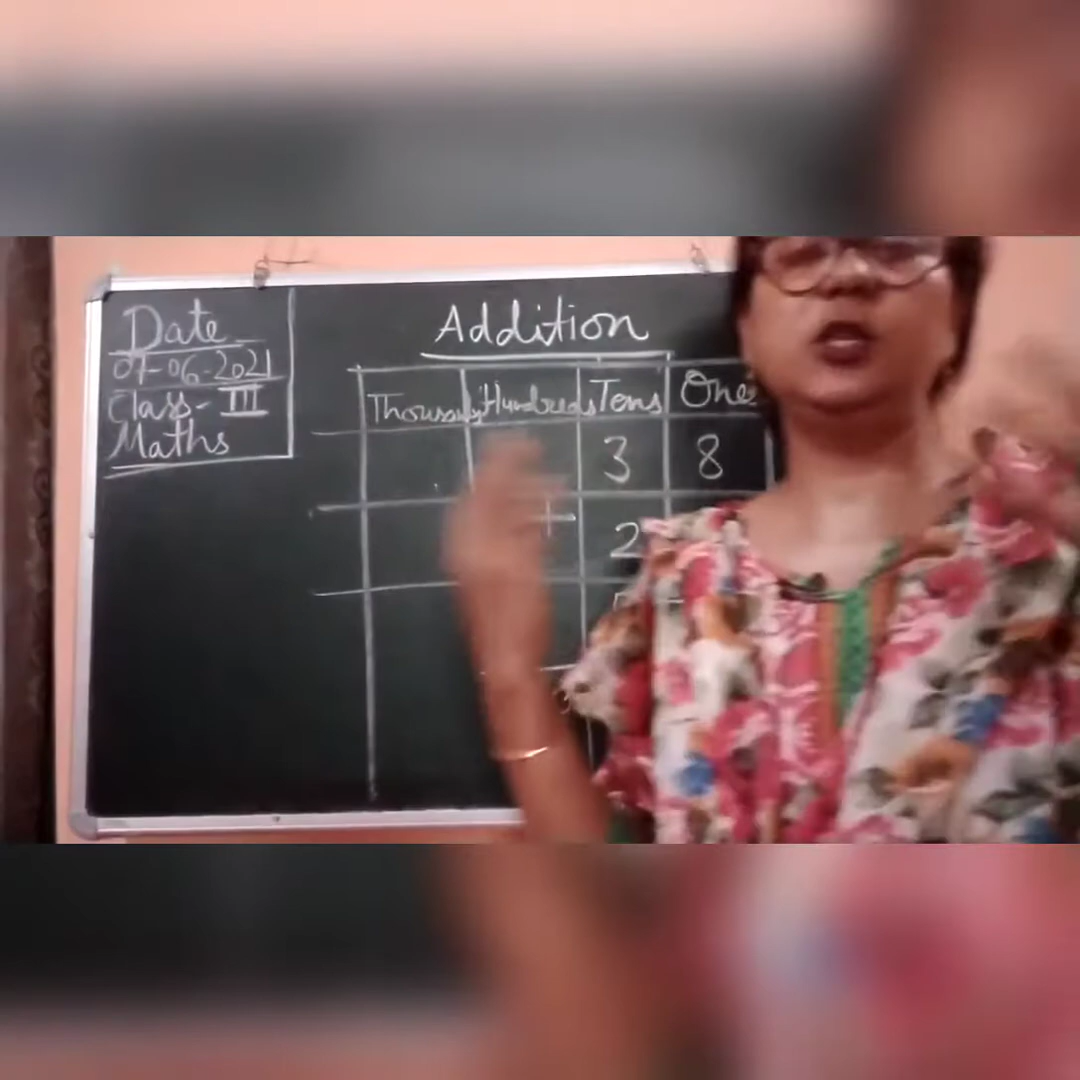 Date
07-06-2021
Class- III
Maths
Addition
Thousands Hundreds Tens Ones
3 8
+ 2